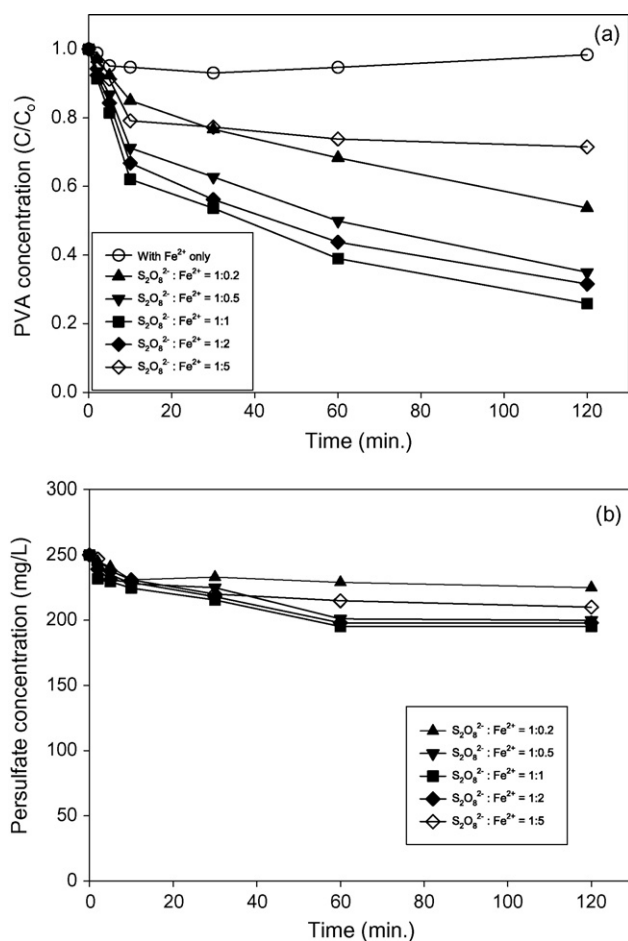 (a)
1.0
0.8
0.6
0.4
0.2
0.0
PVA concentration (C/Cₒ)
With Fe²⁺ only
S₂O₈²⁻ : Fe²⁺ = 1:0.2
S₂O₈²⁻ : Fe²⁺ = 1:0.5
S₂O₈²⁻ : Fe²⁺ = 1:1
S₂O₈²⁻ : Fe²⁺ = 1:2
S₂O₈²⁻ : Fe²⁺ = 1:5
0 20 40 60 80 100 120
Time (min.)
(b)
300
250
200
150
100
50
0
Persulfate concentration (mg/L)
S₂O₈²⁻ : Fe²⁺ = 1:0.2
S₂O₈²⁻ : Fe²⁺ = 1:0.5
S₂O₈²⁻ : Fe²⁺ = 1:1
S₂O₈²⁻ : Fe²⁺ = 1:2
S₂O₈²⁻ : Fe²⁺ = 1:5
0 20 40 60 80 100 120
Time (min.)